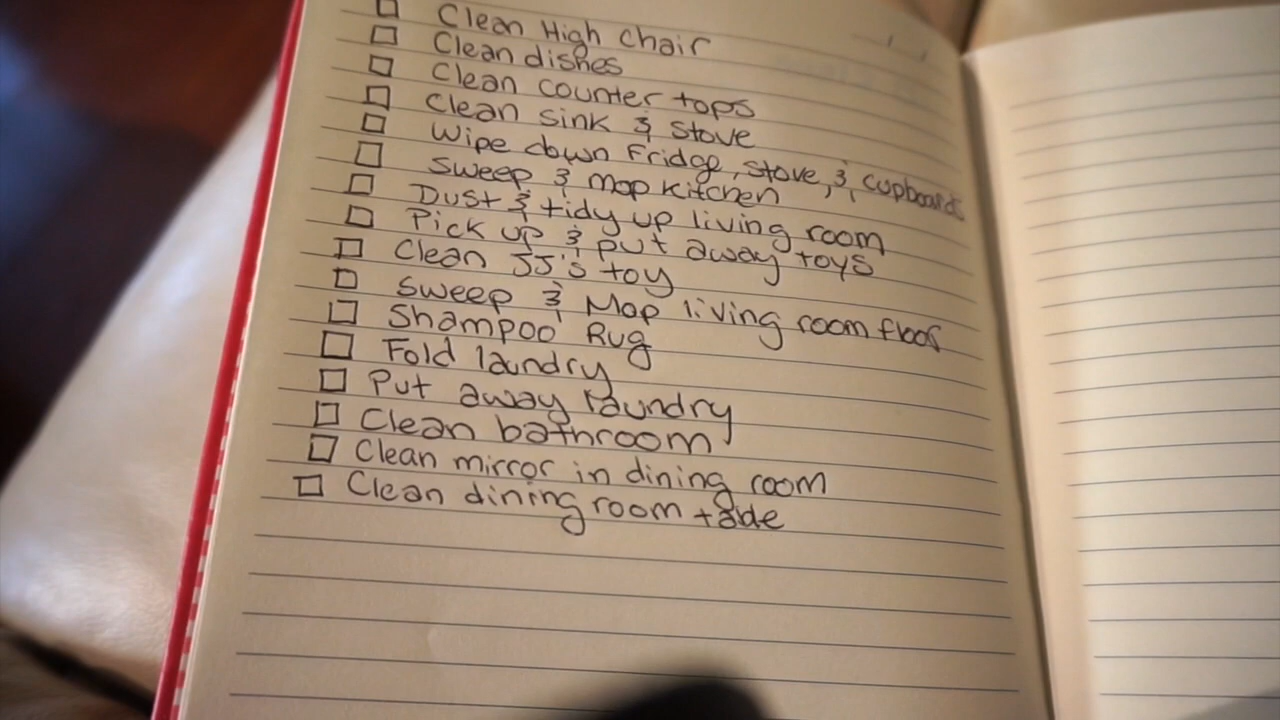 Clean High Chair
Clean dishes
Clean counter tops
Clean sink & stove
Wipe down Fridge, stove, & cupboards
Sweep & mop kitchen
Dust & tidy up living room
Pick up & put away toys
Clean JJ's toy
Sweep & Mop living room floor
Shampoo Rug
Fold laundry
Put away laundry
Clean bathroom
Clean mirror in dining room
Clean dining room table